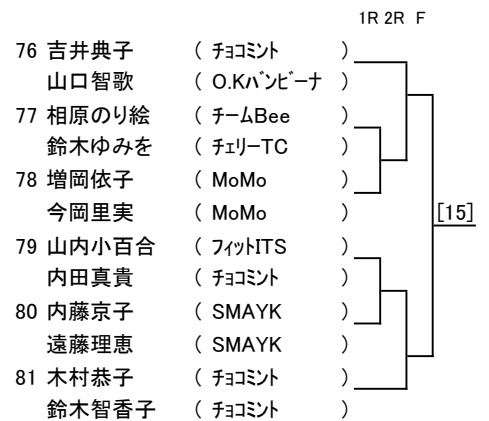 1R 2R F
76 吉井典子 ( チョコミント )
山口智歌 ( O.Kバンビーナ )
77 相原のり絵 ( チームBee )
鈴木ゆみを ( チェリーTC )
78 増岡依子 ( MoMo )
今岡里実 ( MoMo ) [15]
79 山内小百合 ( フィットITS )
内田真貴 ( チョコミント )
80 内藤京子 ( SMAYK )
遠藤理恵 ( SMAYK )
81 木村恭子 ( チョコミント )
鈴木智香子 ( チョコミント )